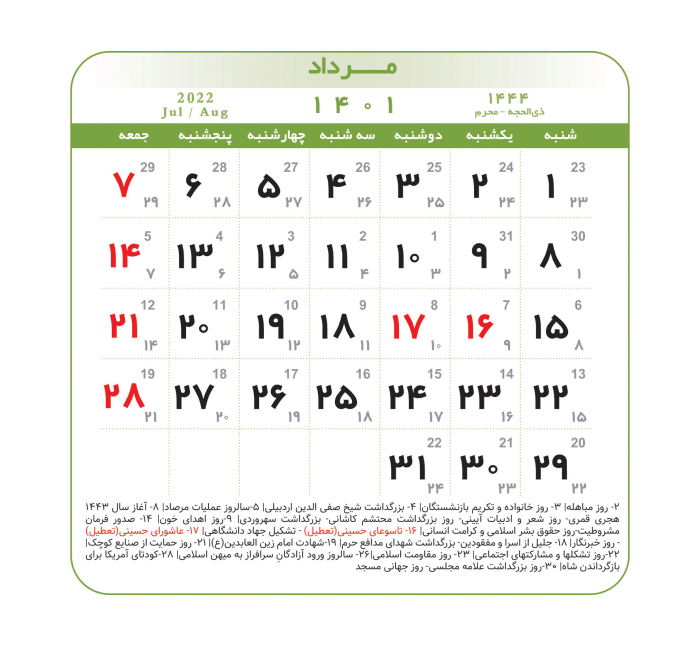 مـــرداد
۱۴۴۴ ۱۴۰۱ 2022
ذی‌الحجه - محرم Jul / Aug
شنبه یکشنبه دوشنبه سه شنبه چهارشنبه پنجشنبه جمعه
23 24 25 26 27 28 29
۱ ۲ ۳ ۴ ۵ ۶ ۷
۲۳ ۲۴ ۲۵ ۲۶ ۲۷ ۲۸ ۲۹
30 31 1 2 3 4 5
۸ ۹ ۱۰ ۱۱ ۱۲ ۱۳ ۱۴
۱ ۲ ۳ ۴ ۵ ۶ ۷
6 7 8 9 10 11 12
۱۵ ۱۶ ۱۷ ۱۸ ۱۹ ۲۰ ۲۱
۸ ۹ ۱۰ ۱۱ ۱۲ ۱۳ ۱۴
13 14 15 16 17 18 19
۲۲ ۲۳ ۲۴ ۲۵ ۲۶ ۲۷ ۲۸
۱۵ ۱۶ ۱۷ ۱۸ ۱۹ ۲۰ ۲۱
20 21 22
۲۹ ۳۰ ۳۱
۲۲ ۲۳ ۲۴
۲- روز مباهله| ۳- روز خانواده و تکریم بازنشستگان| ۴- بزرگداشت شیخ صفی الدین اردبیلی| ۵-سالروز عملیات مرصاد| ۸- آغاز سال ۱۴۴۳
هجری قمری- روز شعر و ادبیات آیینی- روز بزرگداشت محتشم کاشانی- بزرگداشت سهروردی| ۹-روز اهدای خون| ۱۴- صدور فرمان
مشروطیت-روز حقوق بشر اسلامی و کرامت انسانی| ۱۶- تاسوعای حسینی(تعطیل) - تشکیل جهاد دانشگاهی| ۱۷- عاشورای حسینی(تعطیل)
- روز خبرنگار| ۱۸- جلیل از اسرا و مفقودین- بزرگداشت شهدای مدافع حرم| ۱۹-شهادت امام زین العابدین(ع)| ۲۱- روز حمایت از صنایع کوچک|
۲۲-روز تشکلها و مشارکتهای اجتماعی| ۲۳- روز مقاومت اسلامی|۲۶- سالروز ورود آزادگانِ سرافراز به میهن اسلامی| ۲۸-کودتای آمریکا برای
بازگرداندن شاه| ۳۰-روز بزرگداشت علامه مجلسی- روز جهانی مسجد